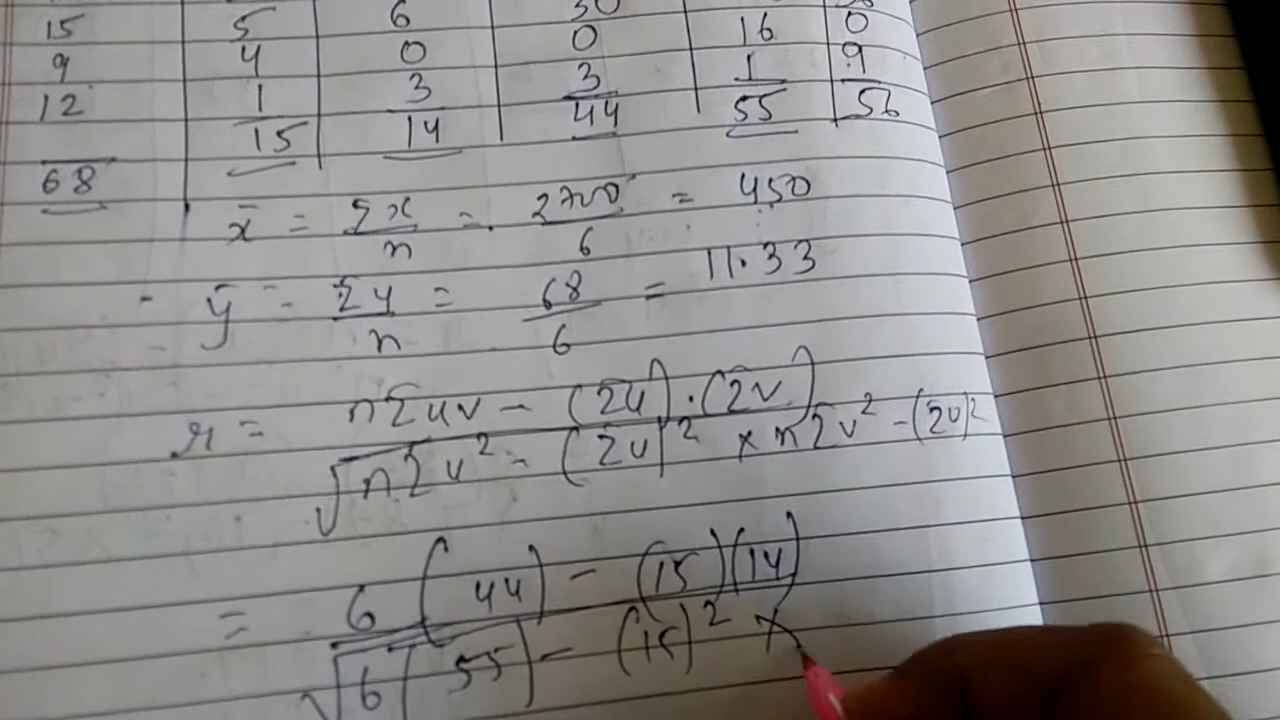 15 5 6 30 0
9 4 0 0 16 9
12 1 3 3 1
15 14 44 55 56
68
x̄ = Σx/n = 2700/6 = 450
ȳ = Σy/n = 68/6 = 11.33
r = nΣuv - (Σu).(Σv) / √nΣu² - (Σu)² × nΣv² - (Σv)²
= 6(44) - (15)(14) / √6(55) - (15)² ×